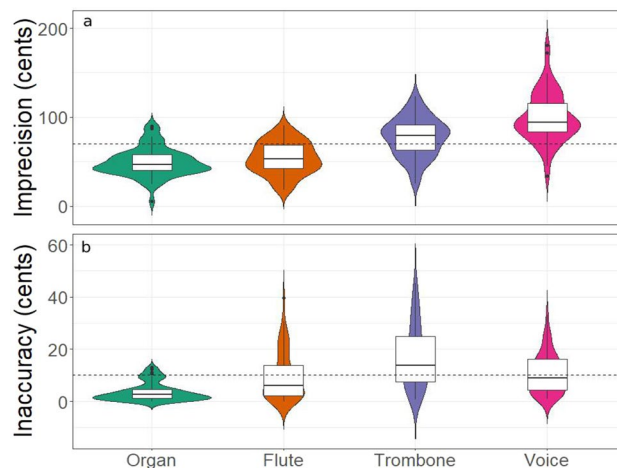 a
Imprecision (cents)
200
100
0
b
Inaccuracy (cents)
60
40
20
0
Organ Flute Trombone Voice